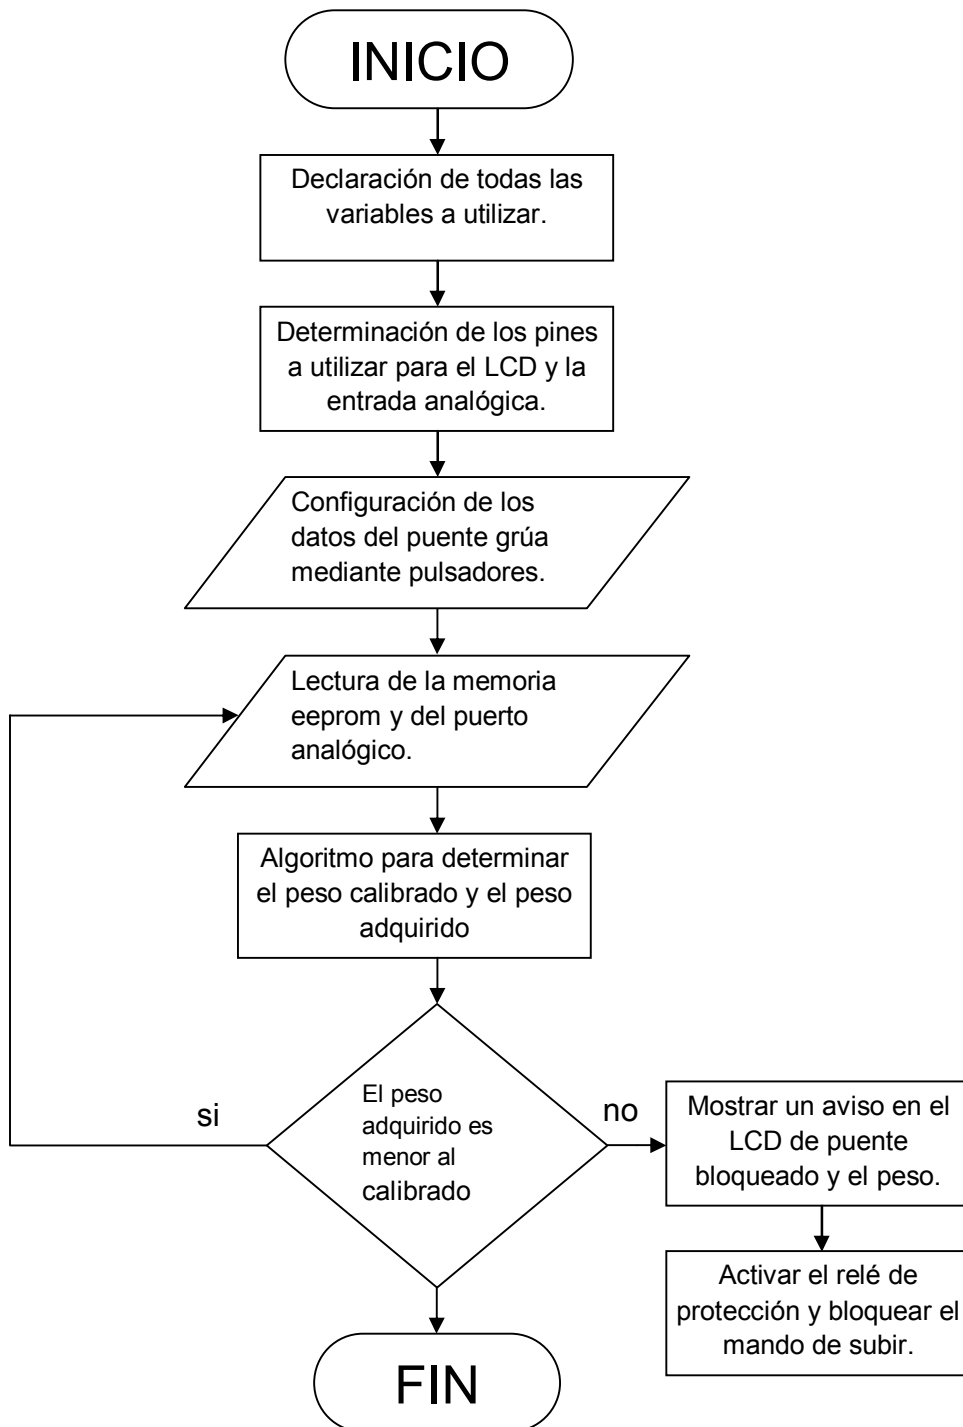 INICIO
Declaración de todas las
variables a utilizar.
Determinación de los pines
a utilizar para el LCD y la
entrada analógica.
Configuración de los
datos del puente grúa
mediante pulsadores.
Lectura de la memoria
eeprom y del puerto
analógico.
Algoritmo para determinar
el peso calibrado y el peso
adquirido
si
El peso
adquirido es
menor al
calibrado
no
Mostrar un aviso en el
LCD de puente
bloqueado y el peso.
Activar el relé de
protección y bloquear el
mando de subir.
FIN